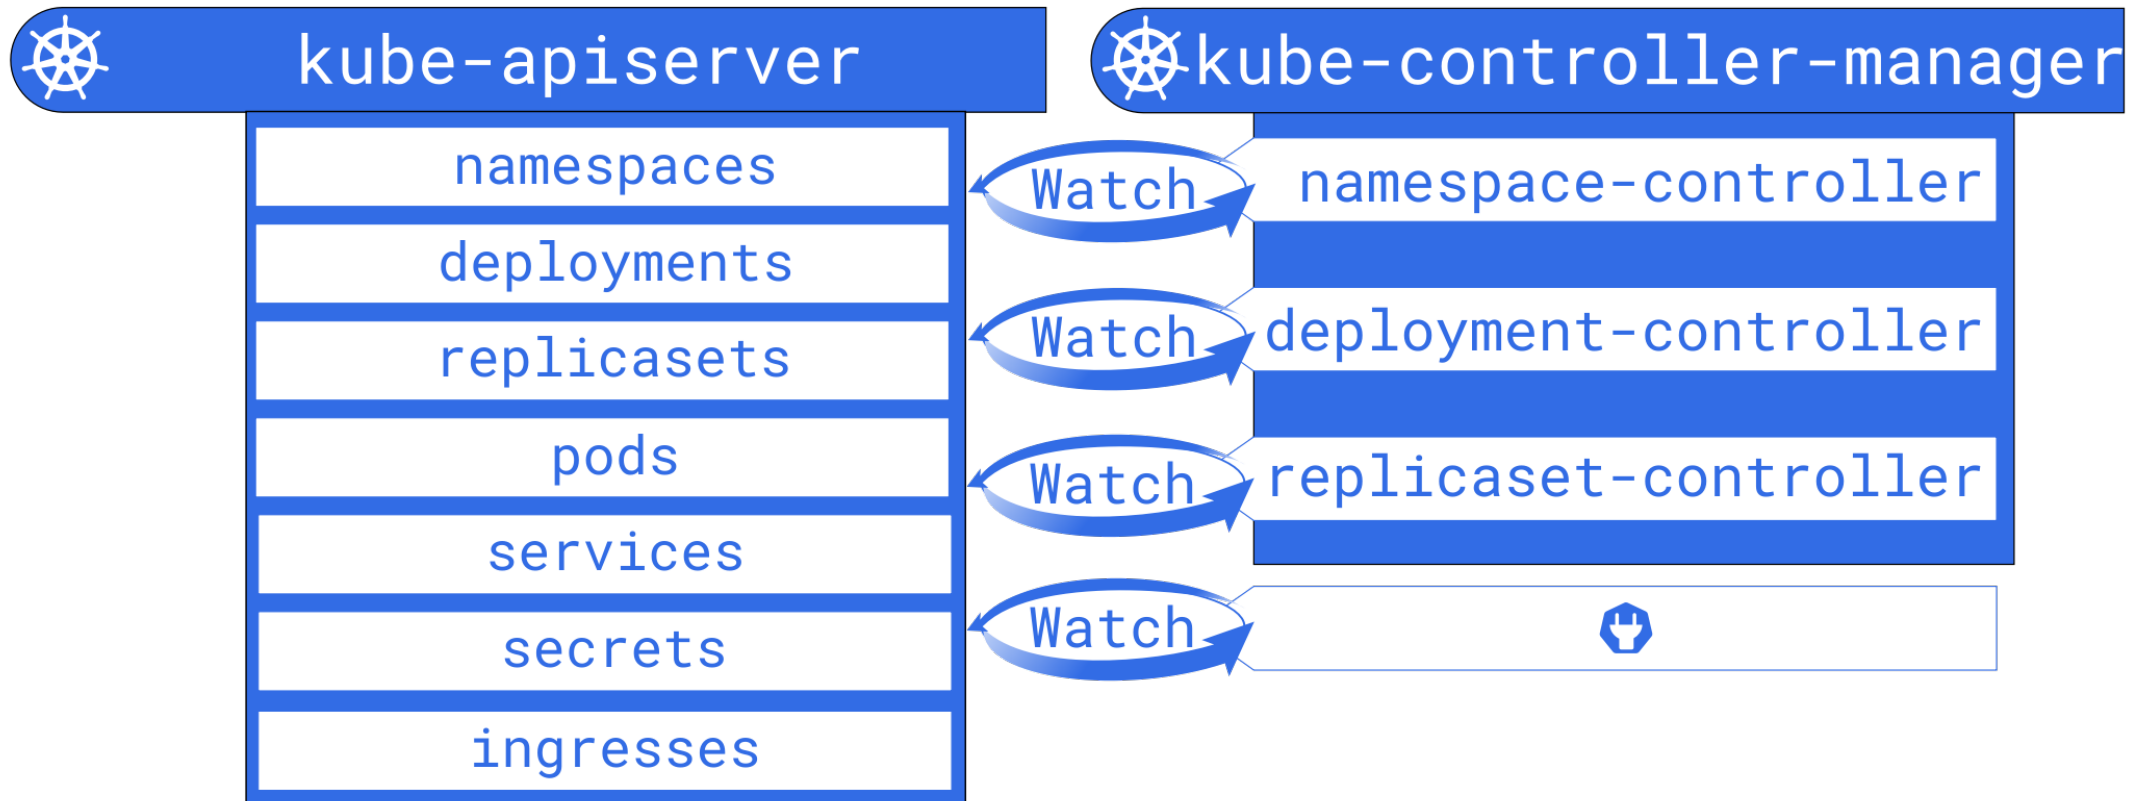 kube-apiserver
namespaces
deployments
replicasets
pods
services
secrets
ingresses
Watch
Watch
Watch
Watch
kube-controller-manager
namespace-controller
deployment-controller
replicaset-controller